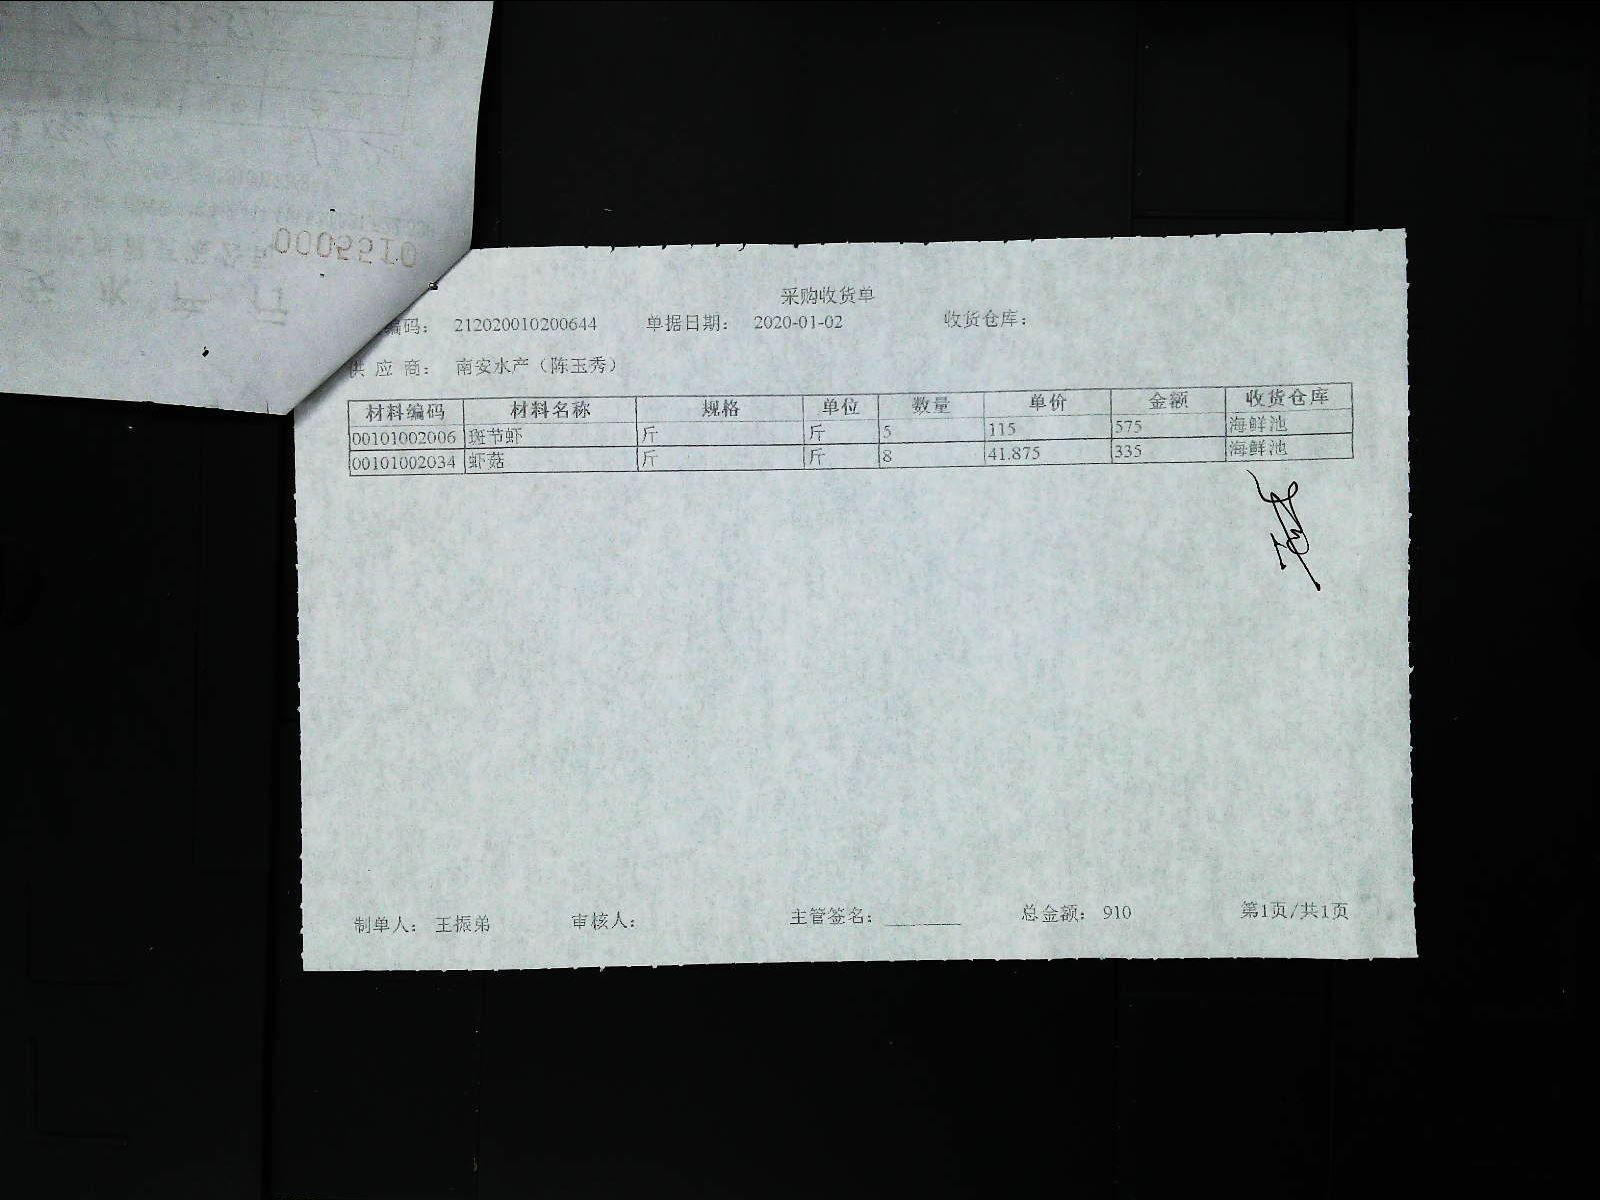 0005510
采购收货单
编码： 212020010200644 单据日期： 2020-01-02 收货仓库：
供 应 商： 南安水产（陈玉秀）
材料编码 材料名称 规格 单位 数量 单价 金额 收货仓库
00101002006 斑节虾 斤 斤 5 115 575 海鲜池
00101002034 虾菇 斤 斤 8 41.875 335 海鲜池
制单人： 王振弟 审核人： 主管签名： 总金额： 910 第1页/共1页